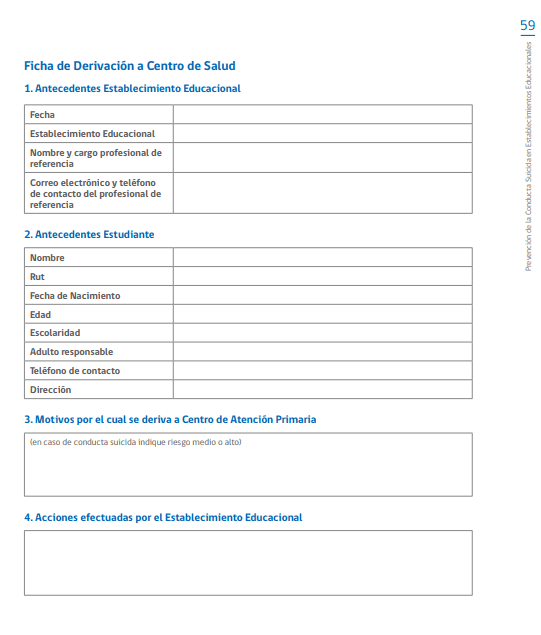 59
Prevención de la Conducta Suicida en Establecimientos Educacionales
Ficha de Derivación a Centro de Salud
1. Antecedentes Establecimiento Educacional
Fecha
Establecimiento Educacional
Nombre y cargo profesional de
referencia
Correo electrónico y teléfono
de contacto del profesional de
referencia
2. Antecedentes Estudiante
Nombre
Rut
Fecha de Nacimiento
Edad
Escolaridad
Adulto responsable
Teléfono de contacto
Dirección
3. Motivos por el cual se deriva a Centro de Atención Primaria
(en caso de conducta suicida indique riesgo medio o alto)
4. Acciones efectuadas por el Establecimiento Educacional